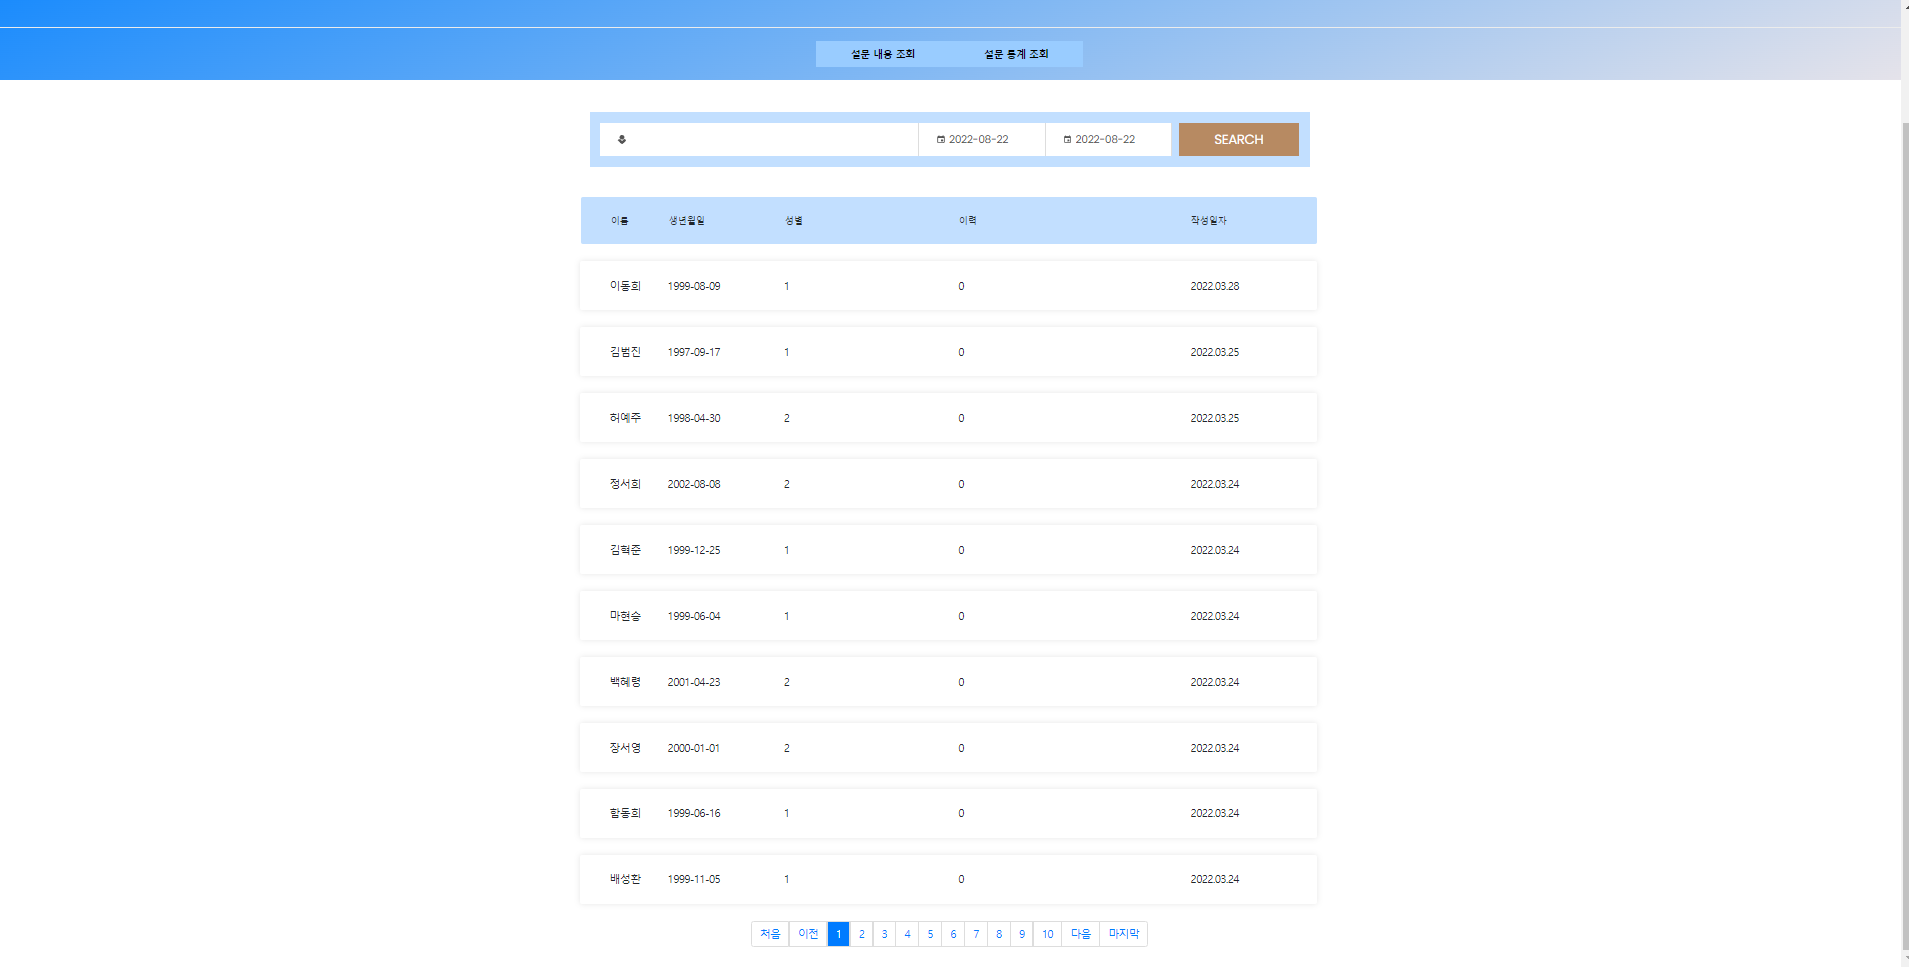 설문 내용 조회 설문 통계 조회
2022-08-22 2022-08-22 SEARCH
이름 생년월일 성별 이력 작성일자
이동희 1999-08-09 1 0 2022.03.28
김범진 1997-09-17 1 0 2022.03.25
허예주 1998-04-30 2 0 2022.03.25
정서희 2002-08-08 2 0 2022.03.24
김혁준 1999-12-25 1 0 2022.03.24
마현승 1999-06-04 1 0 2022.03.24
백혜령 2001-04-23 2 0 2022.03.24
장서영 2000-01-01 2 0 2022.03.24
함동희 1999-06-16 1 0 2022.03.24
배성환 1999-11-05 1 0 2022.03.24
처음 이전 1 2 3 4 5 6 7 8 9 10 다음 마지막